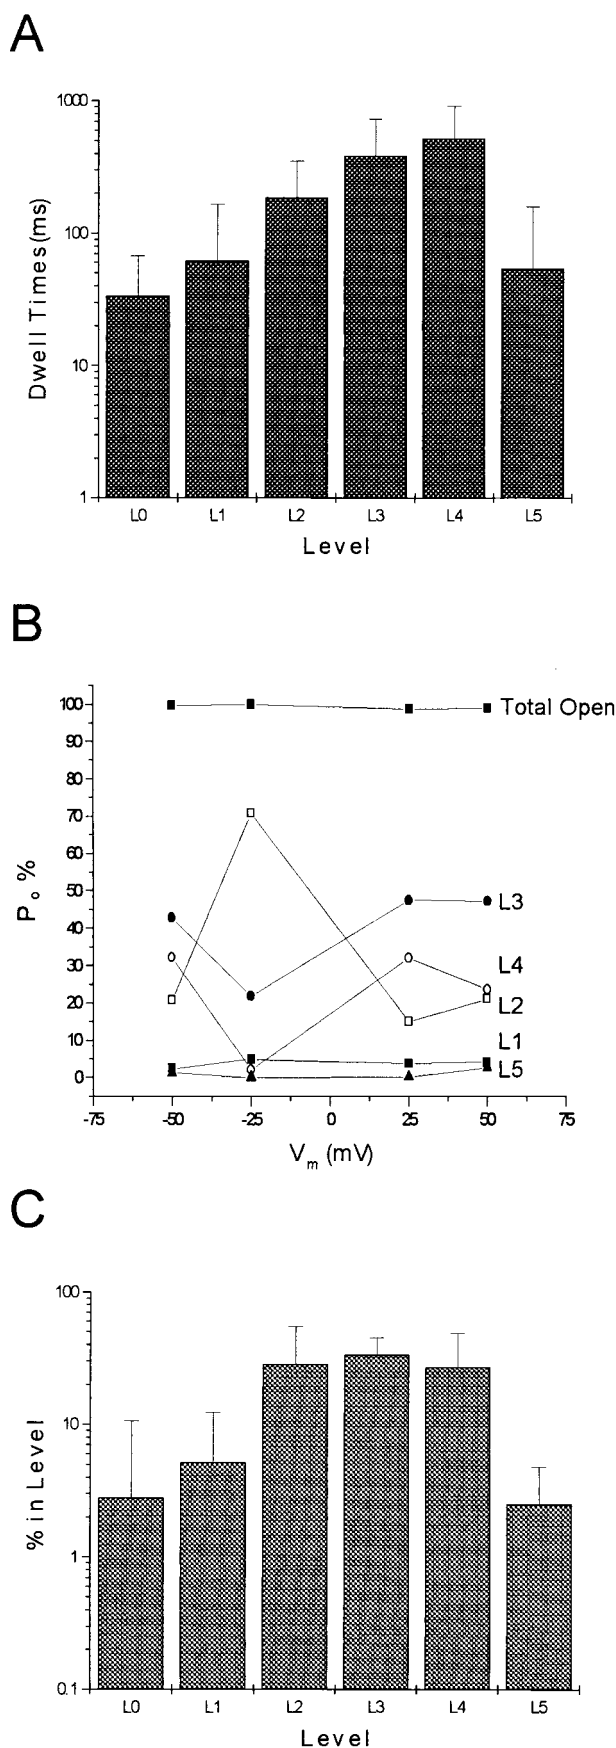 A
1000
100
10
1
Dwell Times (ms)
L0 L1 L2 L3 L4 L5
Level
B
100
90
80
70
60
50
40
30
20
10
0
P o %
Total Open
L3
L4
L2
L1
L5
-75 -50 -25 0 25 50 75
V m (mV)
C
100
10
1
0.1
% in Level
L0 L1 L2 L3 L4 L5
Level